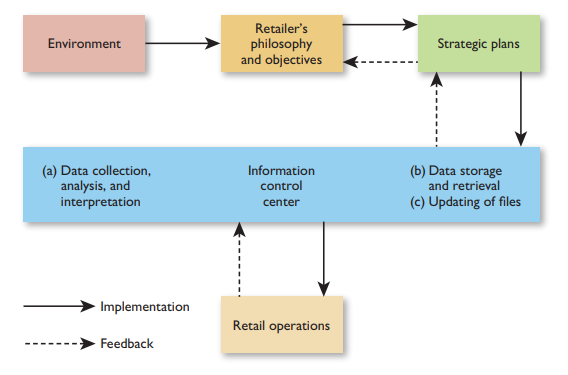 Environment
Retailer's
philosophy
and objectives
Strategic plans
(a) Data collection,
analysis, and
interpretation
Information
control
center
(b) Data storage
and retrieval
(c) Updating of files
Implementation
Feedback
Retail operations